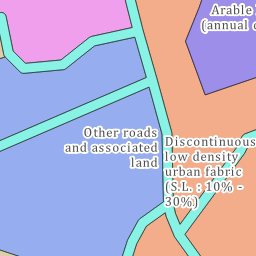 Arable
(annual
Other roads
and associated
land
Discontinuous
low density
urban fabric
(S.L. : 10% -
30%)